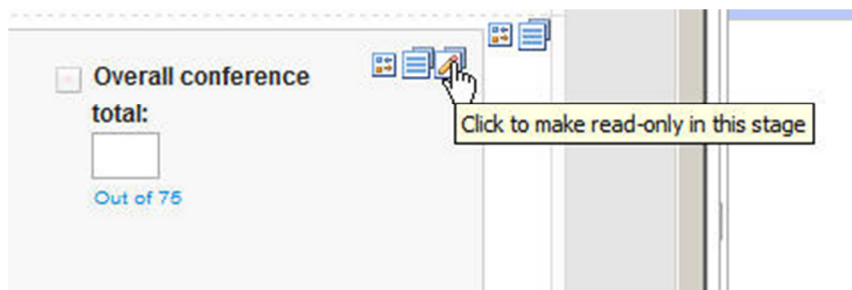 Overall conference
total:
Click to make read-only in this stage
Out of 75